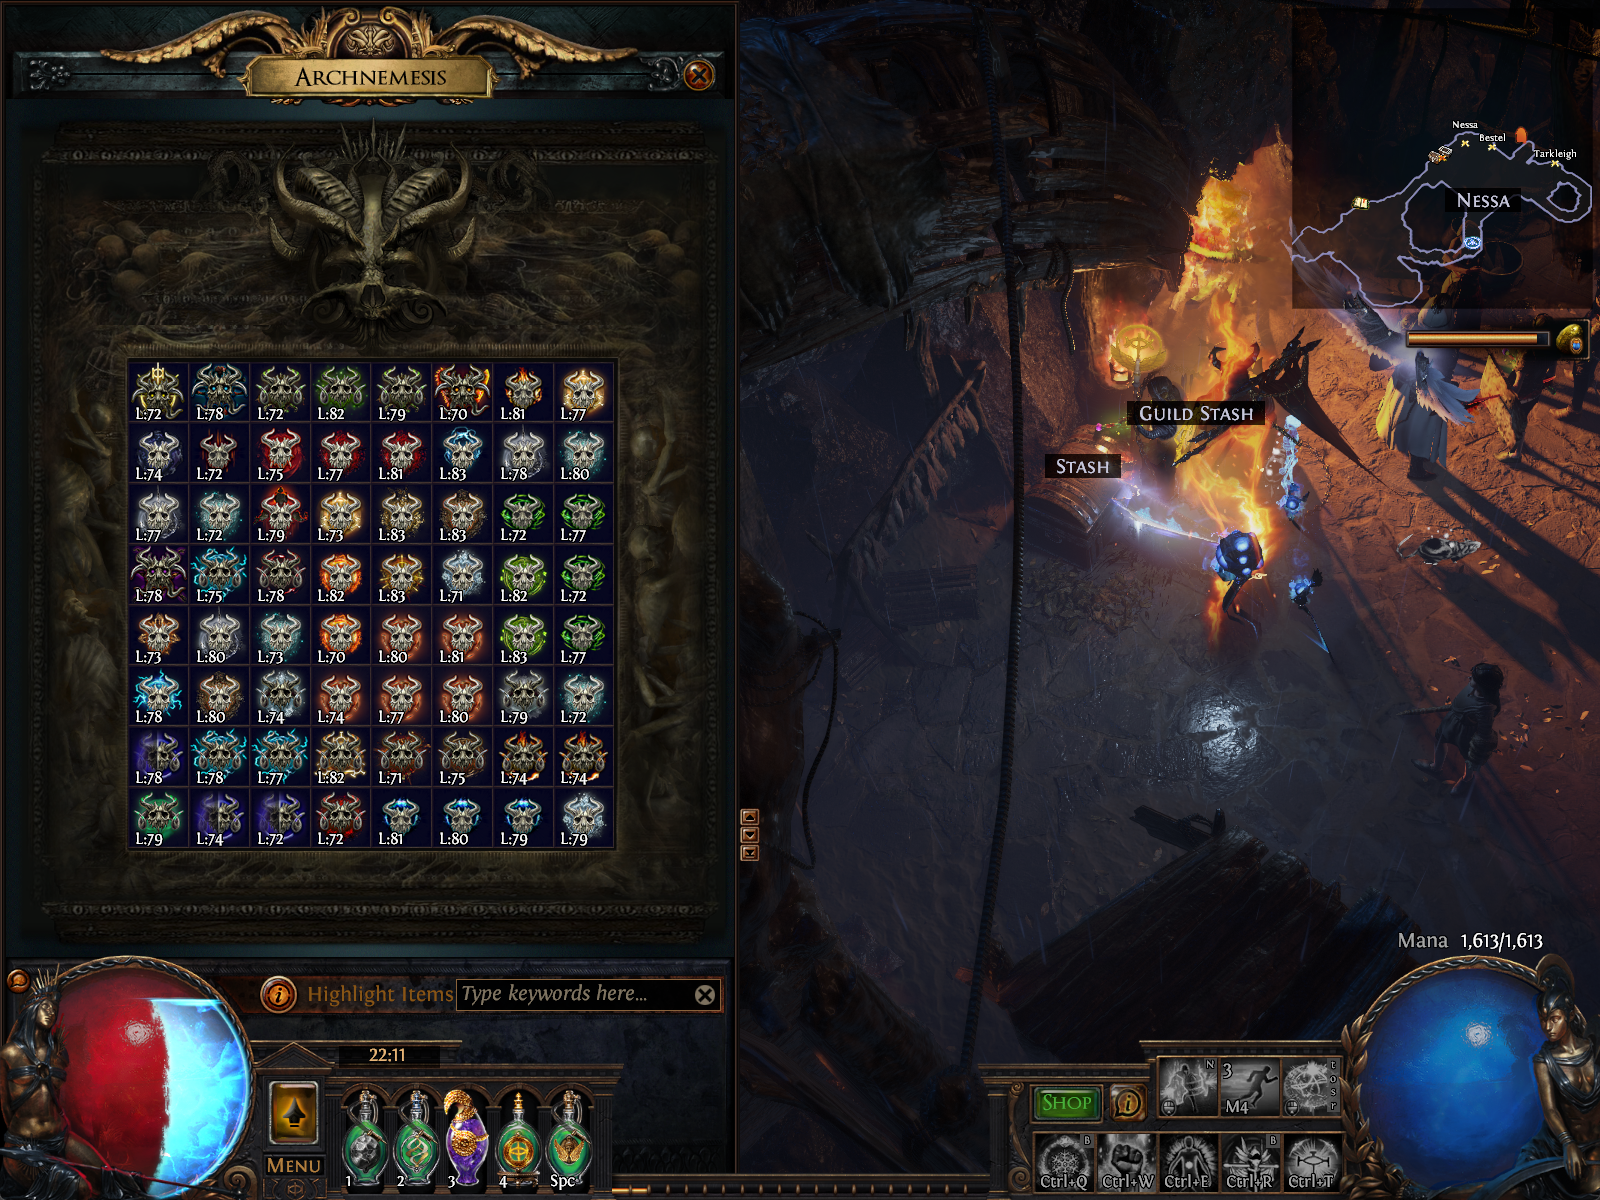 ARCHNEMESIS
L:72 L:78 L:72 L:82 L:79 L:70 L:81 L:77
L:74 L:72 L:75 L:77 L:81 L:83 L:78 L:80
L:77 L:72 L:79 L:73 L:83 L:83 L:72 L:77
L:78 L:75 L:78 L:82 L:83 L:71 L:82 L:72
L:73 L:80 L:73 L:70 L:80 L:81 L:83 L:77
L:78 L:80 L:74 L:74 L:77 L:80 L:79 L:72
L:78 L:78 L:77 L:82 L:71 L:75 L:74 L:74
L:79 L:74 L:72 L:72 L:81 L:80 L:79 L:79
Highlight Items Type keywords here...
22:11
MENU
1 2 3 4 Spc
Nessa
Bestel
Tarkleigh
NESSA
GUILD STASH
STASH
Mana 1,613/1,613
SHOP
N 3 M4 t o s r
B B
Ctrl+Q Ctrl+W Ctrl+E Ctrl+R Ctrl+T